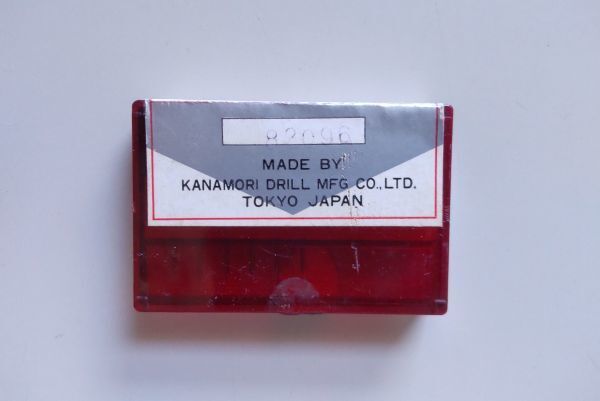 82096
MADE BY
KANAMORI DRILL MFG CO., LTD.
TOKYO JAPAN